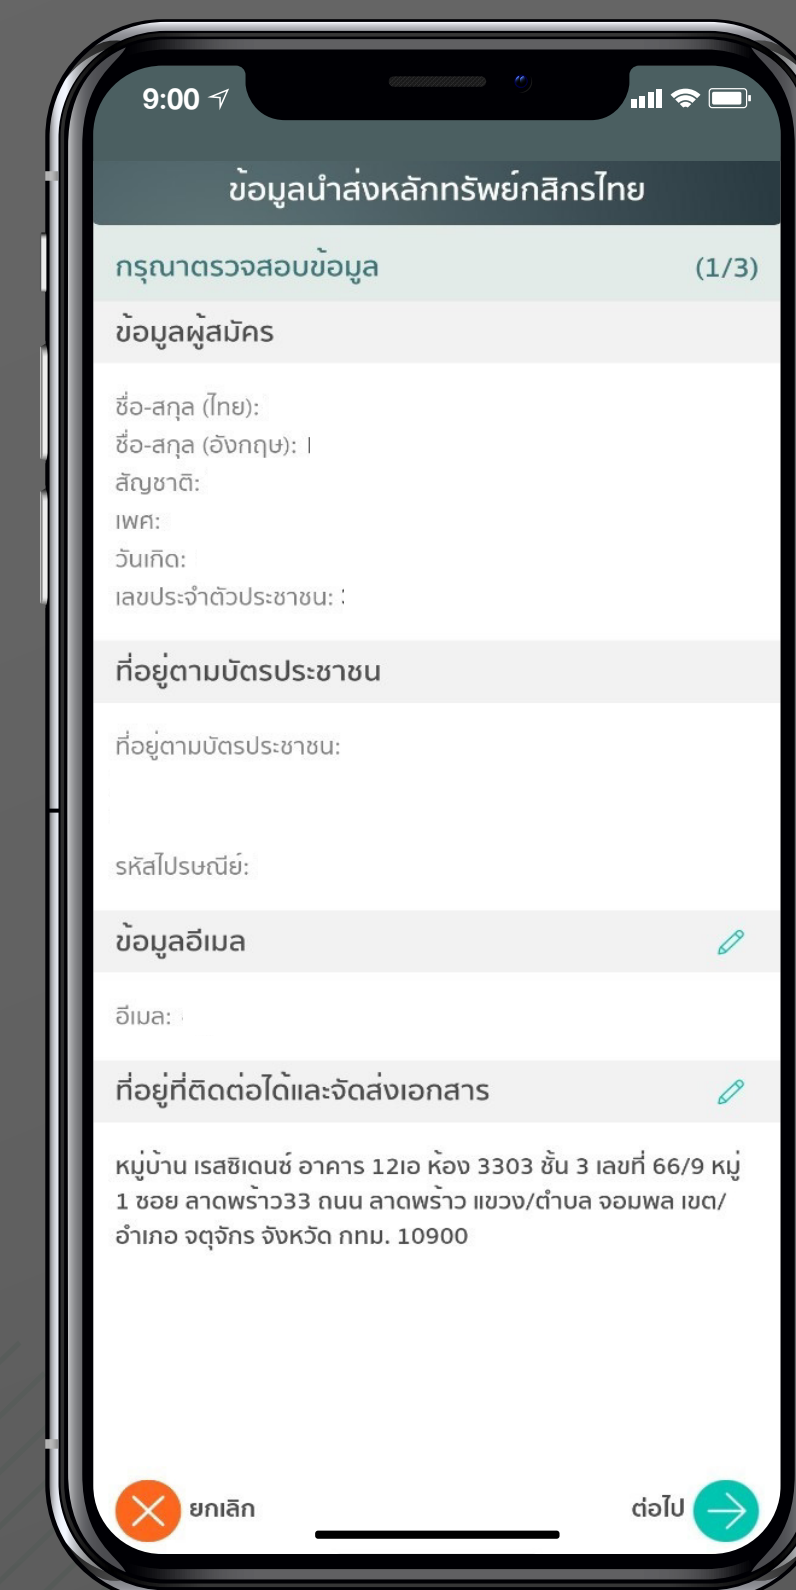 9:00
ข้อมูลนำส่งหลักทรัพย์กสิกรไทย
กรุณาตรวจสอบข้อมูล (1/3)
ข้อมูลผู้สมัคร
ชื่อ-สกุล (ไทย):
ชื่อ-สกุล (อังกฤษ):
สัญชาติ:
เพศ:
วันเกิด:
เลขประจำตัวประชาชน:
ที่อยู่ตามบัตรประชาชน
ที่อยู่ตามบัตรประชาชน:
รหัสไปรษณีย์:
ข้อมูลอีเมล
อีเมล:
ที่อยู่ที่ติดต่อได้และจัดส่งเอกสาร
หมู่บ้าน เรสซิเดนซ์ อาคาร 12เอ ห้อง 3303 ชั้น 3 เลขที่ 66/9 หมู่
1 ซอย ลาดพร้าว33 ถนน ลาดพร้าว แขวง/ตำบล จอมพล เขต/
อำเภอ จตุจักร จังหวัด กทม. 10900
ยกเลิก ต่อไป